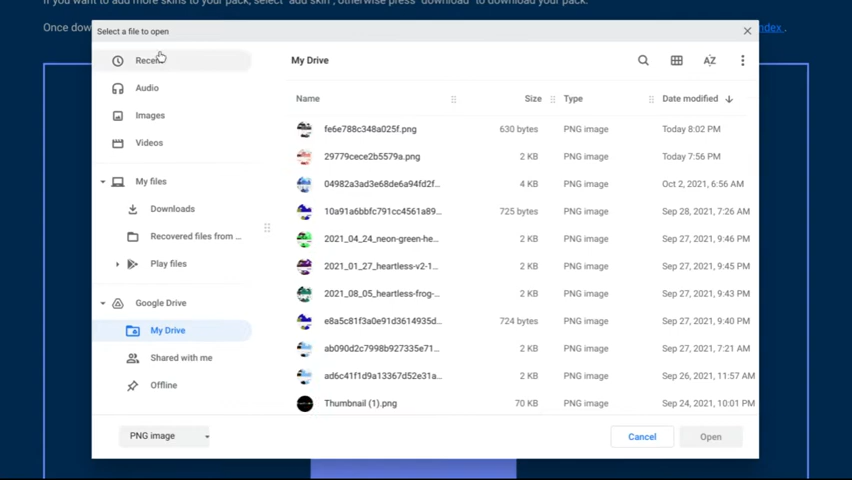 If you want to add more skins to your pack, select "add skin", otherwise press "download" to download your pack.
Once dow
ndex .
Select a file to open
Recent
Audio
Images
Videos
My files
Downloads
Recovered files from ...
Play files
Google Drive
My Drive
Shared with me
Offline
PNG image
My Drive
Name Size Type Date modified
fe6e788c348a025f.png 630 bytes PNG image Today 8:02 PM
29779cece2b5579a.png 2 KB PNG image Today 7:56 PM
04982a3ad3e68de6a94fd2f... 4 KB PNG image Oct 2, 2021, 6:56 AM
10a91a6bbfc791cc4561a89... 725 bytes PNG image Sep 28, 2021, 7:26 AM
2021_04_24_neon-green-he... 2 KB PNG image Sep 27, 2021, 9:46 PM
2021_01_27_heartless-v2-1... 2 KB PNG image Sep 27, 2021, 9:45 PM
2021_08_05_heartless-frog-... 2 KB PNG image Sep 27, 2021, 9:43 PM
e8a5c81f3a0e91d3614935d... 724 bytes PNG image Sep 27, 2021, 9:40 PM
ab090d2c7998b927335e71... 2 KB PNG image Sep 27, 2021, 7:21 AM
ad6c41f1d9a13367d52e31a... 2 KB PNG image Sep 26, 2021, 11:57 AM
Thumbnail (1).png 70 KB PNG image Sep 24, 2021, 10:01 PM
Cancel
Open